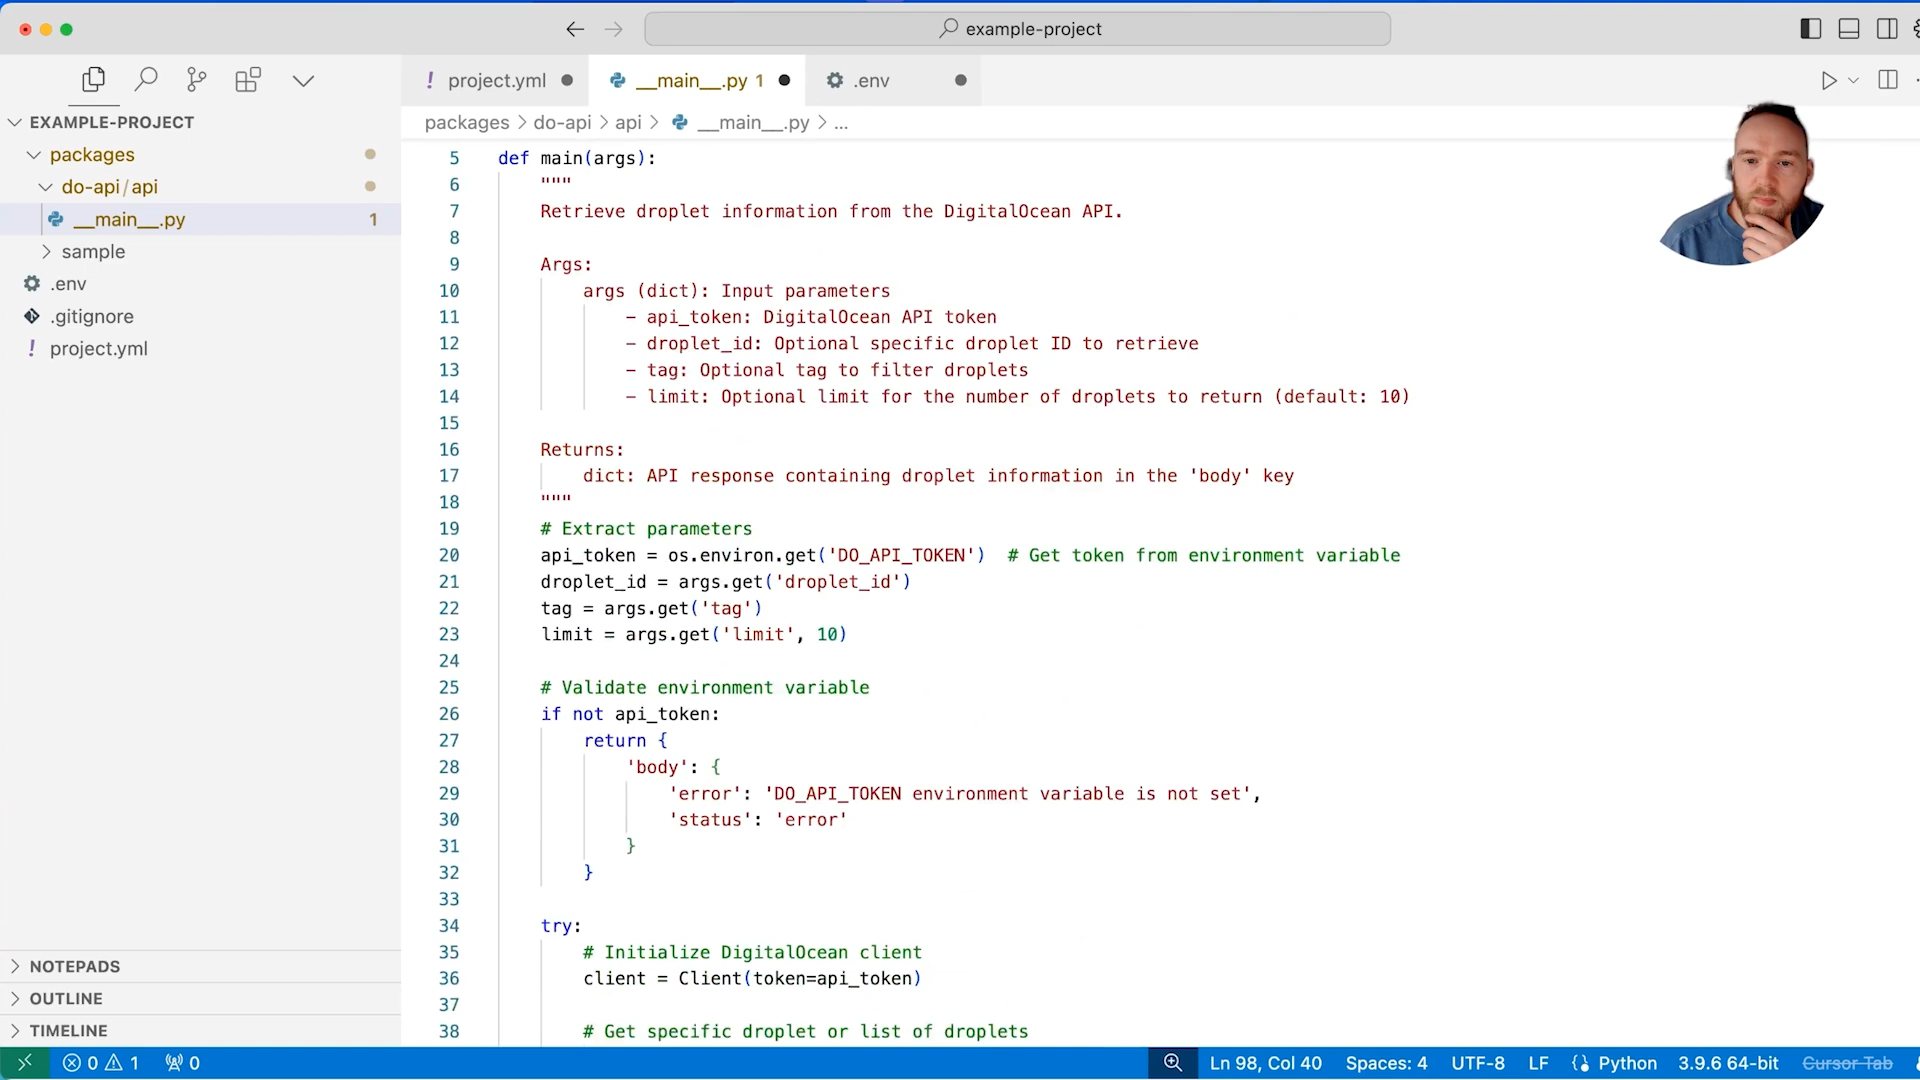 example-project
project.yml
__main__.py 1
.env
EXAMPLE-PROJECT
packages
do-api/api
__main__.py 1
sample
.env
.gitignore
project.yml
NOTEPADS
OUTLINE
TIMELINE
packages > do-api > api > __main__.py > ...
5 def main(args):
6 """
7 Retrieve droplet information from the DigitalOcean API.
8
9 Args:
10 args (dict): Input parameters
11 - api_token: DigitalOcean API token
12 - droplet_id: Optional specific droplet ID to retrieve
13 - tag: Optional tag to filter droplets
14 - limit: Optional limit for the number of droplets to return (default: 10)
15
16 Returns:
17 dict: API response containing droplet information in the 'body' key
18 """
19 # Extract parameters
20 api_token = os.environ.get('DO_API_TOKEN')  # Get token from environment variable
21 droplet_id = args.get('droplet_id')
22 tag = args.get('tag')
23 limit = args.get('limit', 10)
24
25 # Validate environment variable
26 if not api_token:
27 return {
28 'body': {
29 'error': 'DO_API_TOKEN environment variable is not set',
30 'status': 'error'
31 }
32 }
33
34 try:
35 # Initialize DigitalOcean client
36 client = Client(token=api_token)
37
38 # Get specific droplet or list of droplets
0 1 0 Ln 98, Col 40 Spaces: 4 UTF-8 LF {} Python 3.9.6 64-bit Cursor Tab